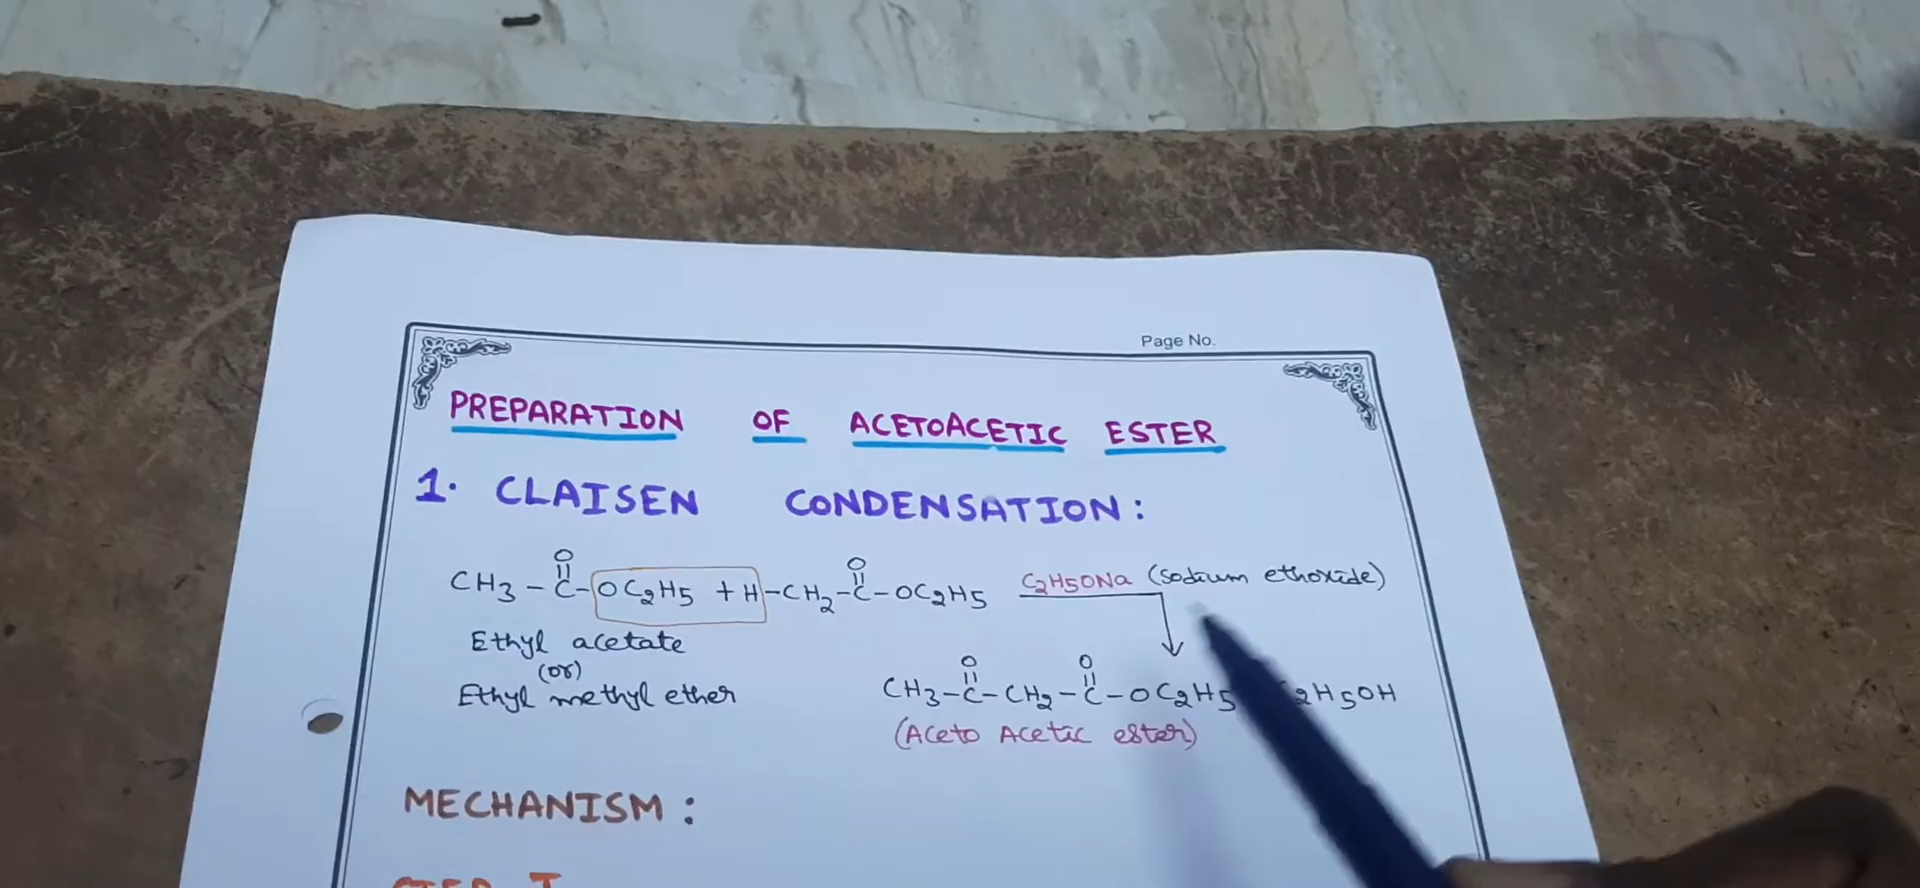 Page No.
PREPARATION OF ACETOACETIC ESTER
1. CLAISEN CONDENSATION:
O O
CH3-C-OC2H5 + H-CH2-C-OC2H5 C2H5ONa (sodium ethoxide)
Ethyl acetate
(or)
Ethyl methyl ether
O O
CH3-C-CH2-C-OC2H5 2H5OH
(Aceto Acetic ester)
MECHANISM: